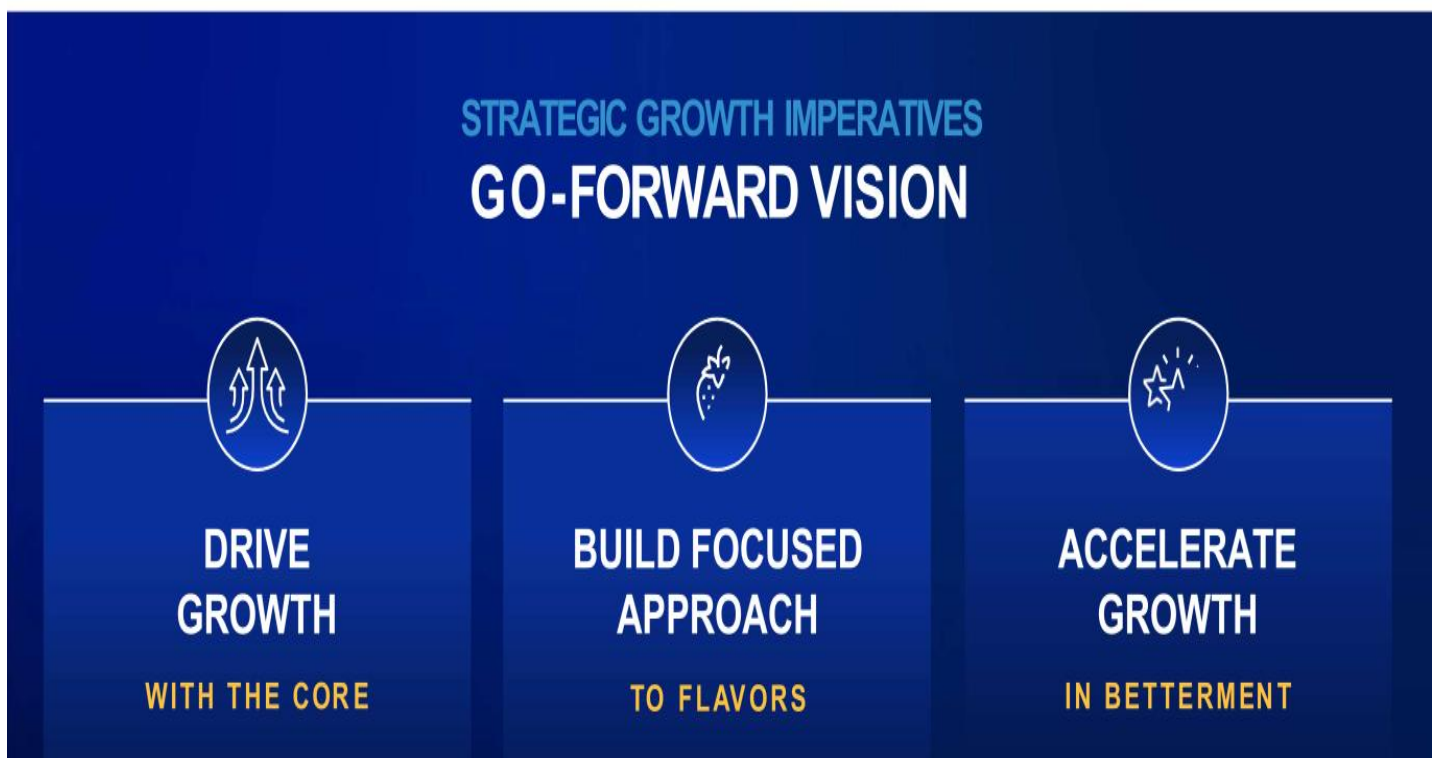 STRATEGIC GROWTH IMPERATIVES
GO-FORWARD VISION
DRIVE
GROWTH
WITH THE CORE
BUILD FOCUSED
APPROACH
TO FLAVORS
ACCELERATE
GROWTH
IN BETTERMENT